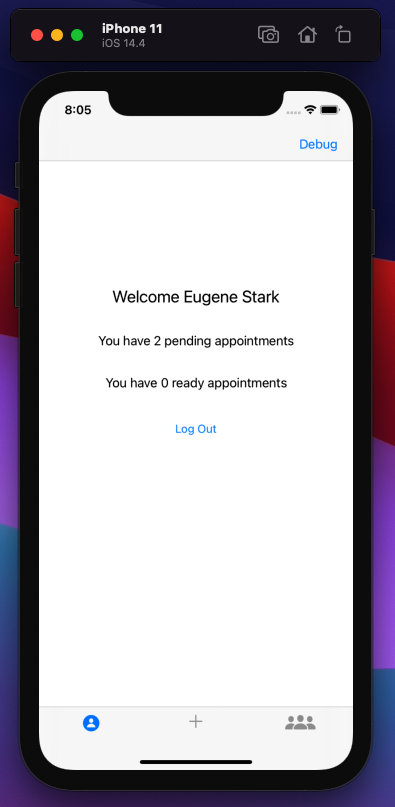 iPhone 11
iOS 14.4
8:05
Debug
Welcome Eugene Stark
You have 2 pending appointments
You have 0 ready appointments
Log Out